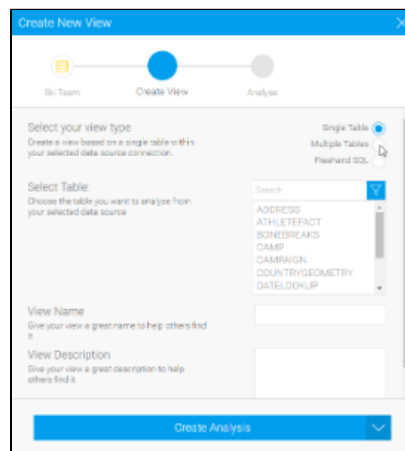 Create New View
Ski Team
Create View
Analyse
Select your view type
Create a view based on a single table within
your selected data source connection.
Single Table
Multiple Tables
Freehand SQL
Select Table:
Choose the table you want to analyse from
your selected data source
Search
ADDRESS
ATHLETEFACT
BONEBREAKS
CAMP
CAMPAIGN
COUNTRYGEOMETRY
DATELOOKUP
View Name
Give your view a great name to help others find
it
View Description
Give your view a great description to help
others find it
Create Analysis